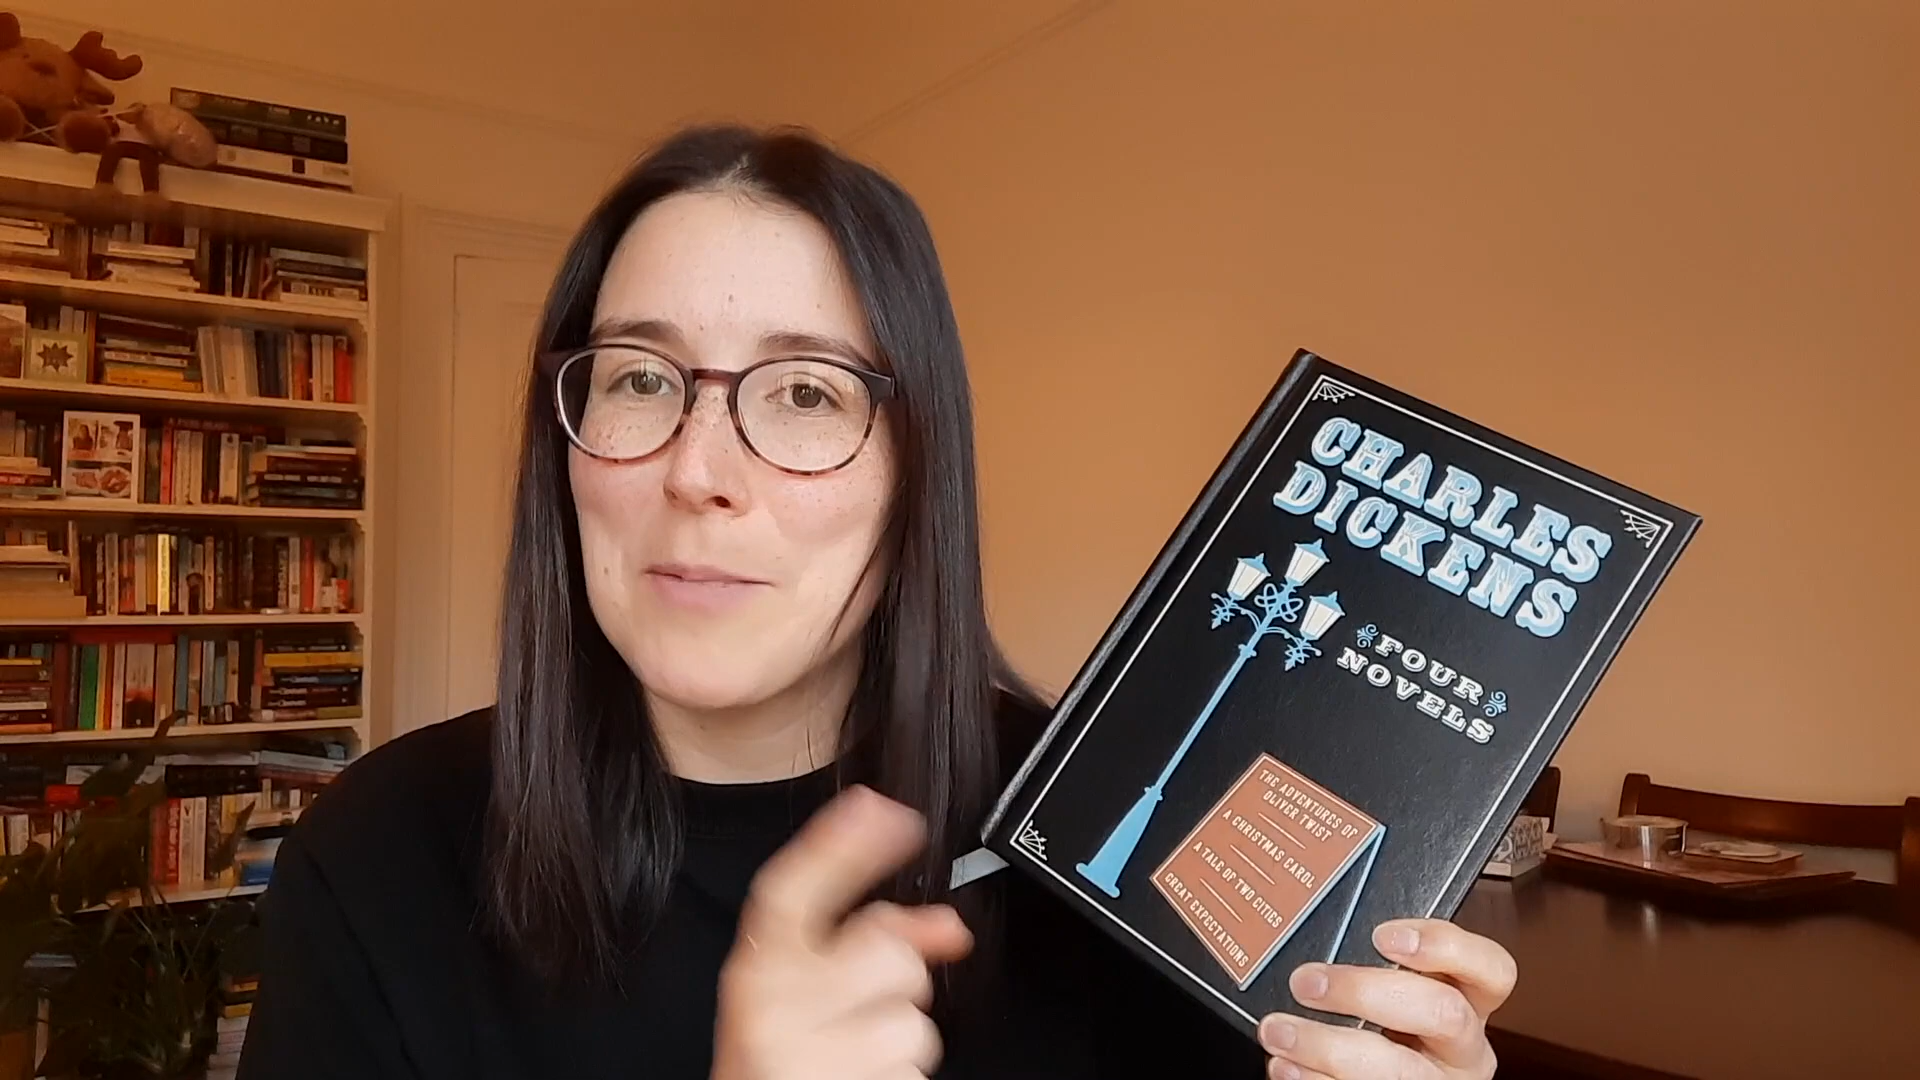 CHARLES
DICKENS
FOUR
NOVELS
THE ADVENTURES OF
OLIVER TWIST
A CHRISTMAS CAROL
A TALE OF TWO CITIES
GREAT EXPECTATIONS